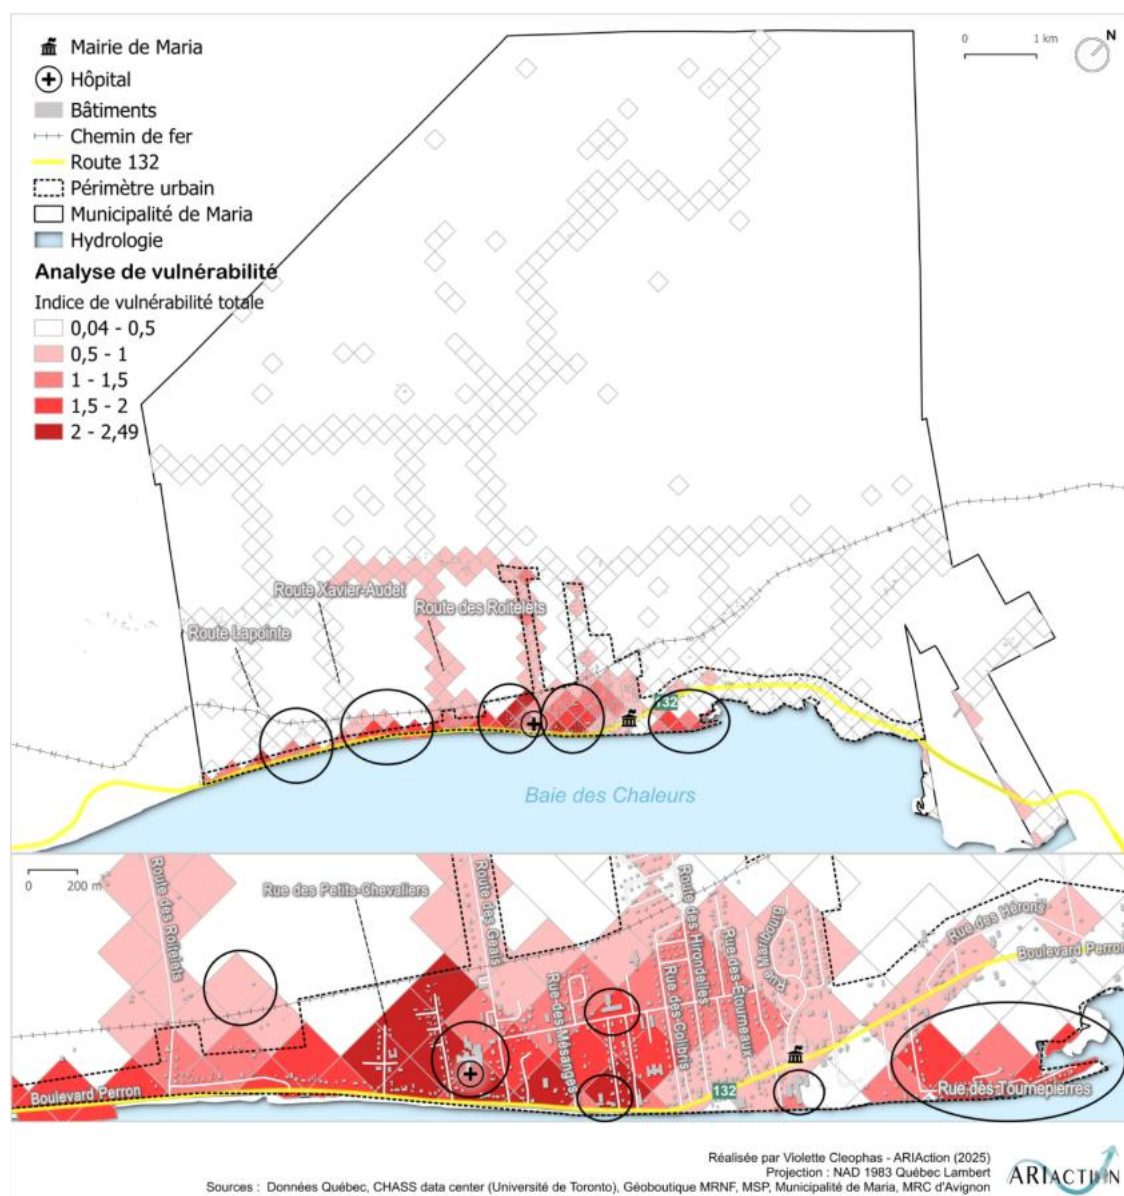 Mairie de Maria
Hôpital
Bâtiments
Chemin de fer
Route 132
Périmètre urbain
Municipalité de Maria
Hydrologie
Analyse de vulnérabilité
Indice de vulnérabilité totale
0,04 - 0,5
0,5 - 1
1 - 1,5
1,5 - 2
2 - 2,49
0 1 km
N
Route Xavier-Audet
Route des Roitelets
Route Lapointe
132
Baie des Chaleurs
0 200 m
Route des Roitelets
Rue des Petits-Chevaliers
Route des Geais
Rue des Mésanges
Route des Hirondelles
Rue des Colibris
Rue des Étourneaux
Rue Maribourg
Rue des Hérons
Boulevard Perron
Boulevard Perron
132
Rue des Tournepierres
Réalisée par Violette Cleophas - ARIAction (2025)
Projection : NAD 1983 Québec Lambert
Sources : Données Québec, CHASS data center (Université de Toronto), Géoboutique MRNF, MSP, Municipalité de Maria, MRC d'Avignon
ARIACTION